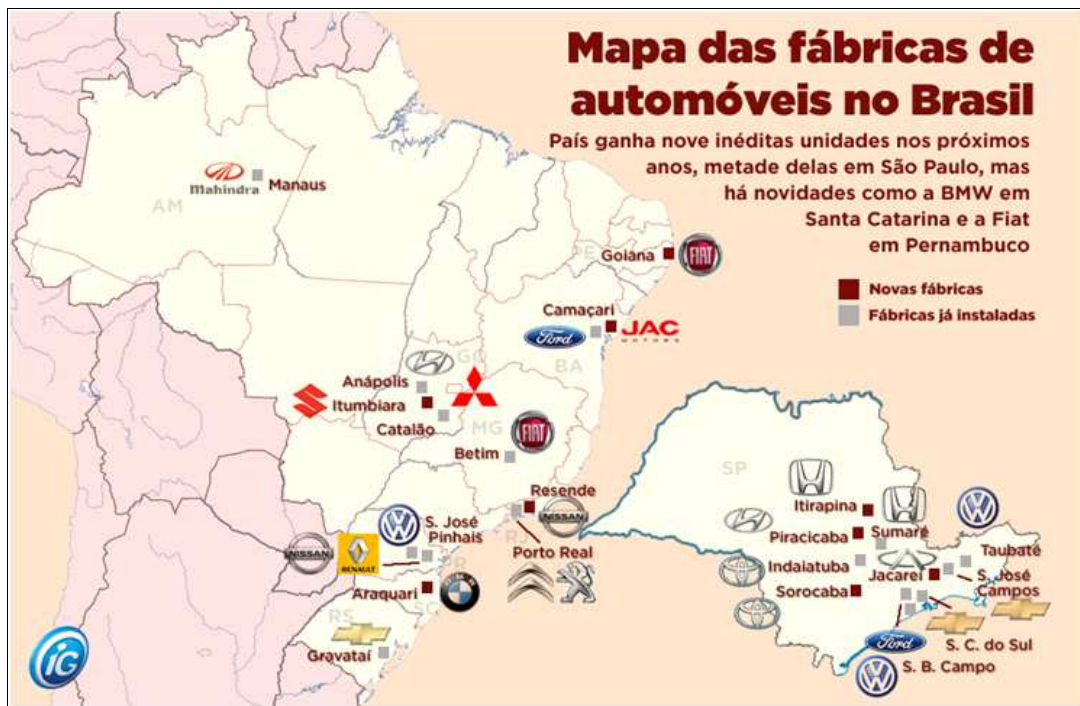 Mapa das fábricas de
automóveis no Brasil
País ganha nove inéditas unidades nos próximos
anos, metade delas em São Paulo, mas
há novidades como a BMW em
Santa Catarina e a Fiat
em Pernambuco
Novas fábricas
Fábricas já instaladas
Mahindra
Manaus
AM
PE
Goiana
FIAT
Camaçari
Ford
JAC
MOTORS
BA
GO
Anápolis
Itumbiara
Catalão
MG
FIAT
Betim
Resende
NISSAN
RJ
Porto Real
S. José
Pinhais
NISSAN
RENAULT
PR
Araquari
BMW
SC
RS
Gravataí
iG
SP
Itirapina
Sumaré
Piracicaba
Taubaté
Indaiatuba
Jacareí
S. José
Campos
Sorocaba
Ford
S. C. do Sul
S. B. Campo